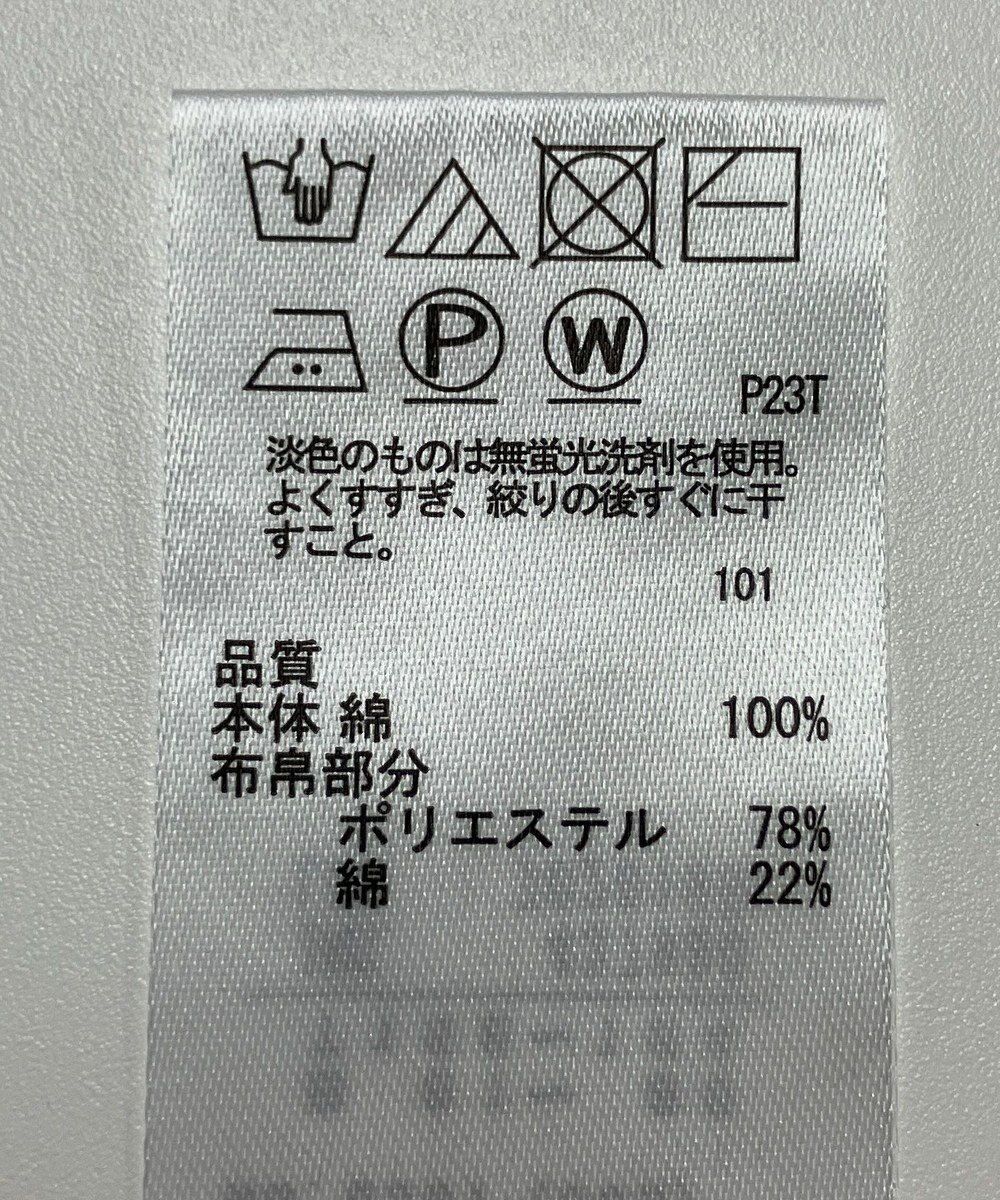 P W
P23T
淡色のものは無蛍光洗剤を使用。
よくすすぎ、絞りの後すぐに干
すこと。
101
品質
本体 綿 100%
布帛部分
ポリエステル 78%
綿 22%